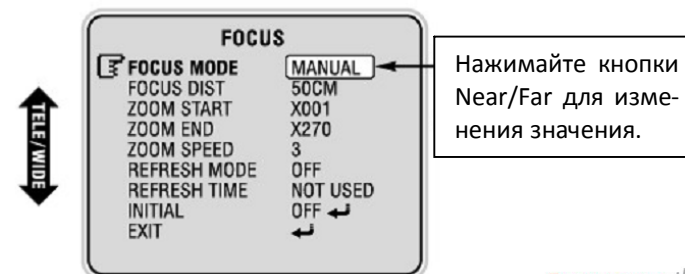 FOCUS
FOCUS MODE MANUAL
FOCUS DIST 50CM
ZOOM START X001
ZOOM END X270
ZOOM SPEED 3
REFRESH MODE OFF
REFRESH TIME NOT USED
INITIAL OFF ↵
EXIT ↵
TELE/WIDE
Нажимайте кнопки
Near/Far для изме-
нения значения.